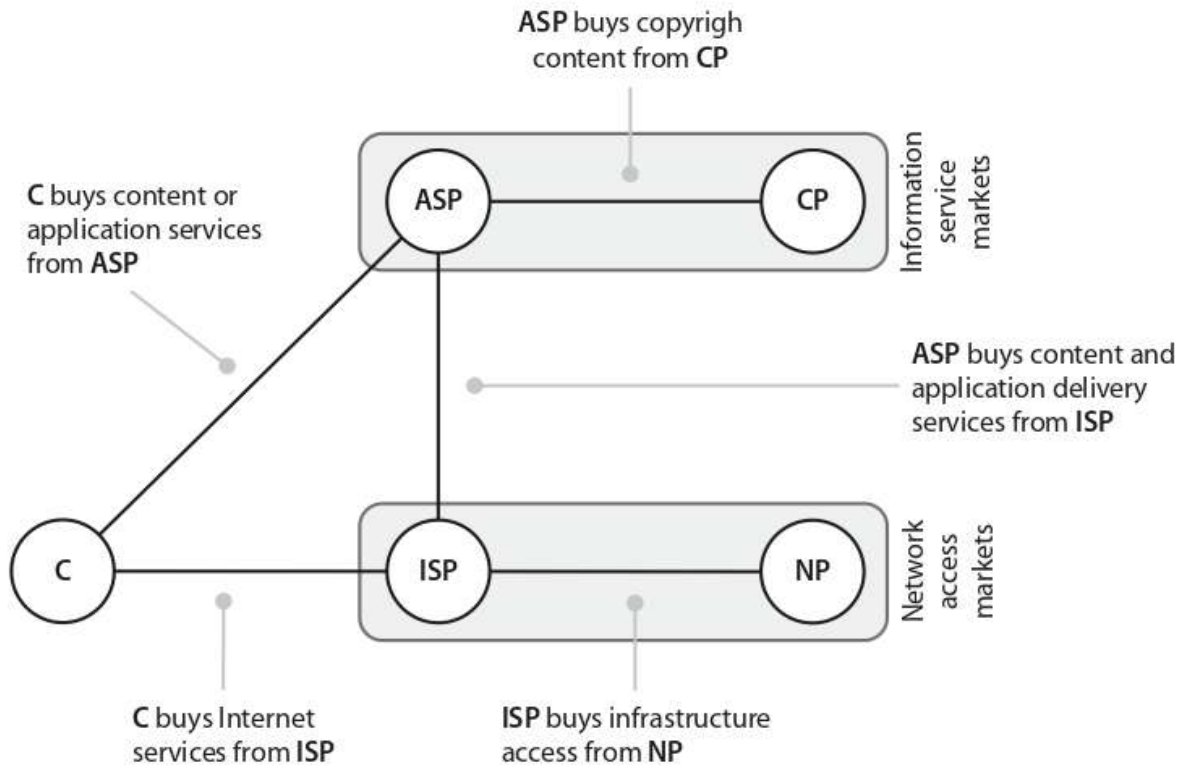 ASP buys copyrigh
content from CP
C buys content or
application services
from ASP
ASP
CP
Information
service
markets
ASP buys content and
application delivery
services from ISP
C
ISP
NP
Network
access
markets
C buys Internet
services from ISP
ISP buys infrastructure
access from NP